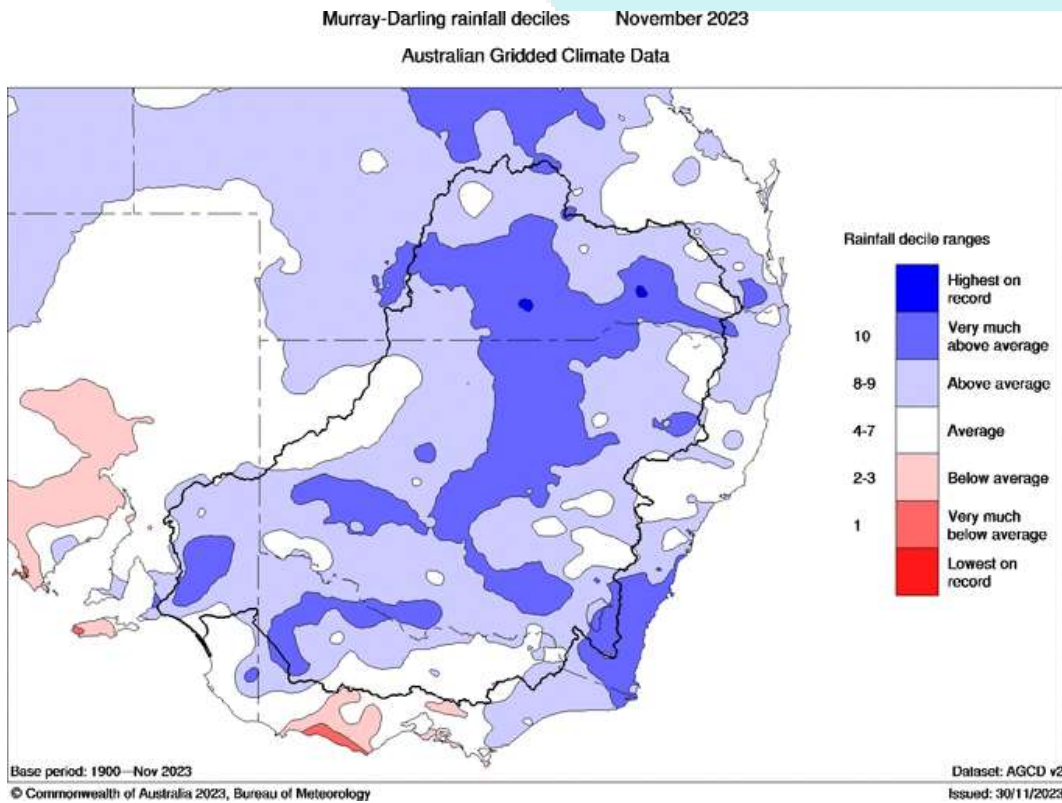 Murray-Darling rainfall deciles November 2023
Australian Gridded Climate Data
Rainfall decile ranges
Highest on
record
10 Very much
above average
8-9 Above average
4-7 Average
2-3 Below average
1 Very much
below average
Lowest on
record
Base period: 1900—Nov 2023
Dataset: AGCD v2
© Commonwealth of Australia 2023, Bureau of Meteorology
Issued: 30/11/2023